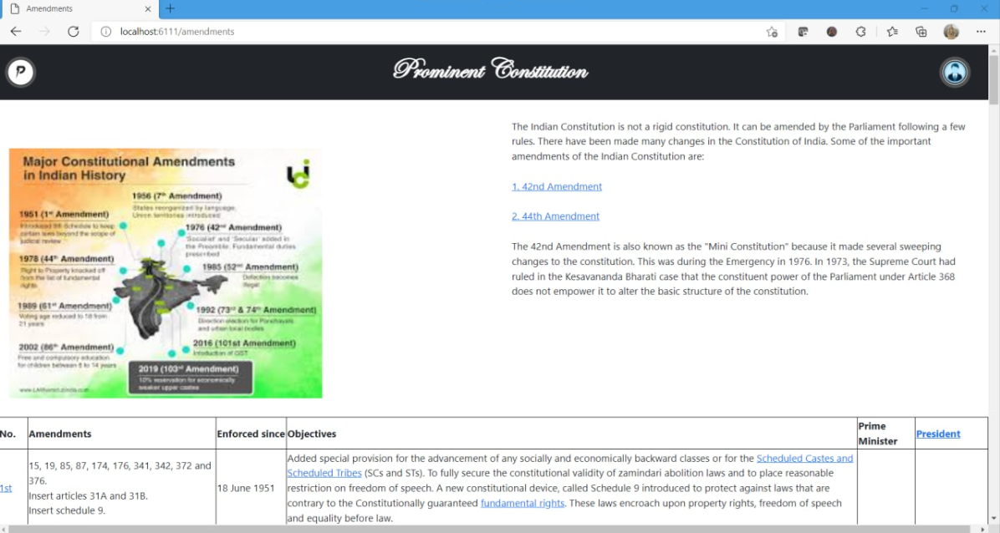 Amendments
localhost:6111/amendments
P
Prominent Constitution
The Indian Constitution is not a rigid constitution. It can be amended by the Parliament following a few
rules. There have been made many changes in the Constitution of India. Some of the important
amendments of the Indian Constitution are:
1. 42nd Amendment
2. 44th Amendment
The 42nd Amendment is also known as the "Mini Constitution" because it made several sweeping
changes to the constitution. This was during the Emergency in 1976. In 1973, the Supreme Court had
ruled in the Kesavananda Bharati case that the constituent power of the Parliament under Article 368
does not empower it to alter the basic structure of the constitution.
Major Constitutional Amendments
in Indian History
1956 (7th Amendment)
States reorganized by language,
Union territories introduced
1951 (1st Amendment)
Introduced 9th Schedule to keep
certain laws beyond the scope of
judicial review
1976 (42nd Amendment)
'Socialist' and 'Secular' added in
the Preamble, Fundamental duties
prescribed
1978 (44th Amendment)
Right to Property knocked off
from the list of fundamental
rights
1985 (52nd Amendment)
Defection becomes
illegal
1989 (61st Amendment)
Voting age reduced to 18 from
21 years
1992 (73rd & 74th Amendment)
Direction election for Panchayats
and urban local bodies
2002 (86th Amendment)
Free and compulsory education
for children between 6 to 14 years
2016 (101st Amendment)
Introduction of GST
2019 (103rd Amendment)
10% reservation for economically
weaker upper castes
No. Amendments Enforced since Objectives Prime Minister President
1st
15, 19, 85, 87, 174, 176, 341, 342, 372 and
376.
Insert articles 31A and 31B.
Insert schedule 9.
18 June 1951
Added special provision for the advancement of any socially and economically backward classes or for the Scheduled Castes and
Scheduled Tribes (SCs and STs). To fully secure the constitutional validity of zamindari abolition laws and to place reasonable
restriction on freedom of speech. A new constitutional device, called Schedule 9 introduced to protect against laws that are
contrary to the Constitutionally guaranteed fundamental rights. These laws encroach upon property rights, freedom of speech
and equality before law.